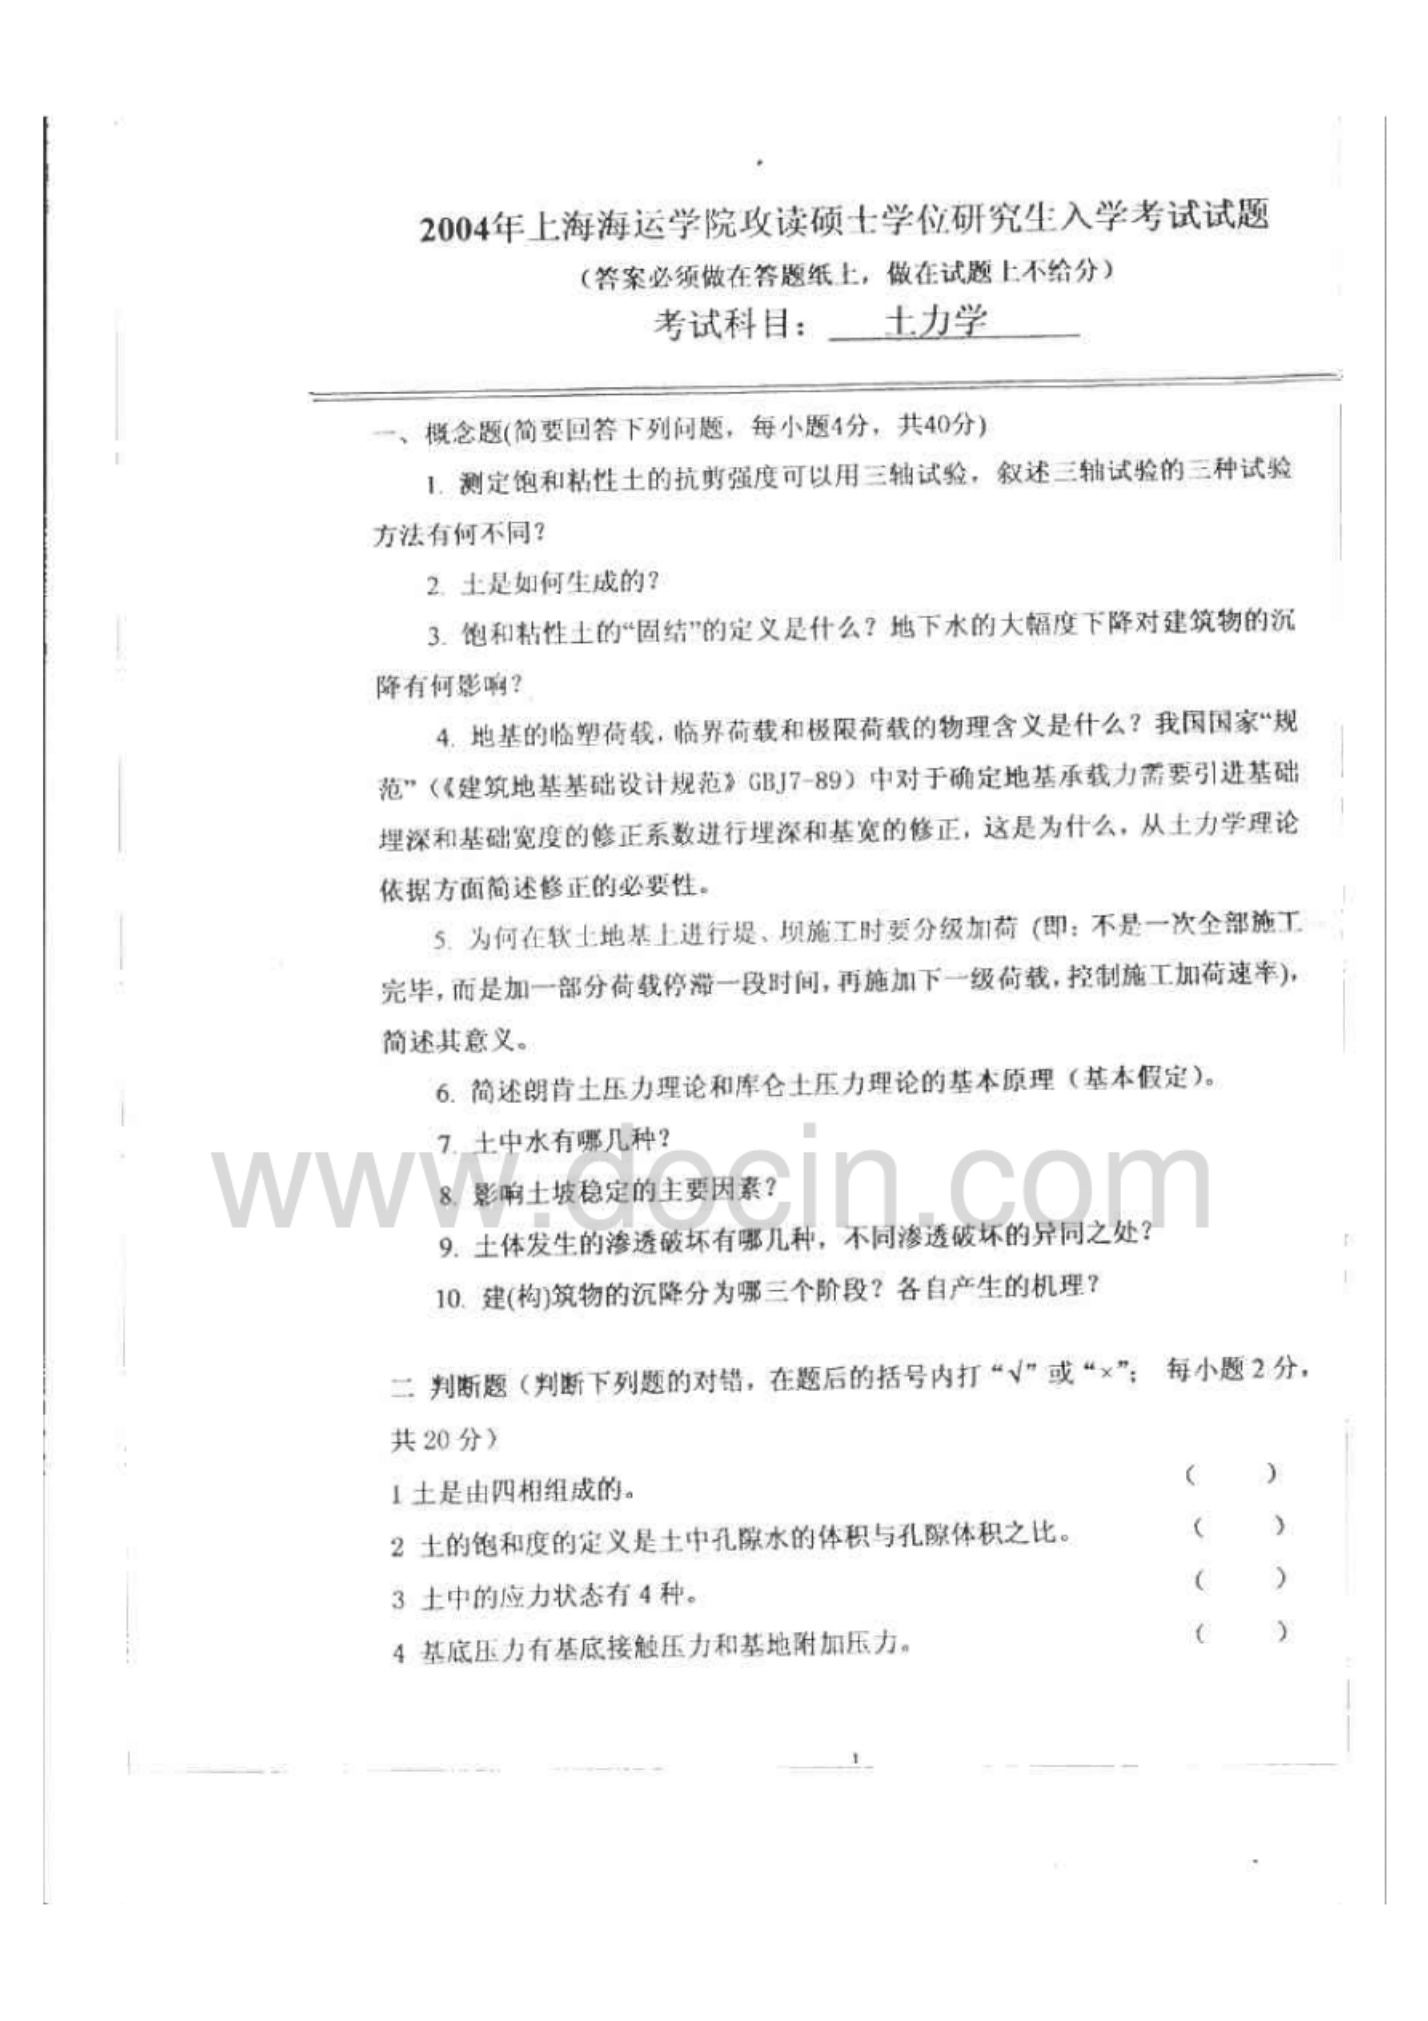 2004年上海海运学院攻读硕士学位研究生入学考试试题
（答案必须做在答题纸上，做在试题上不给分）
考试科目： 土力学
一、概念题(简要回答下列问题，每小题4分，共40分)
1. 测定饱和粘性土的抗剪强度可以用三轴试验，叙述三轴试验的三种试验
方法有何不同？
2. 土是如何生成的？
3. 饱和粘性土的“固结”的定义是什么？地下水的大幅度下降对建筑物的沉
降有何影响？
4. 地基的临塑荷载，临界荷载和极限荷载的物理含义是什么？我国国家“规
范”（《建筑地基基础设计规范》GBJ7-89）中对于确定地基承载力需要引进基础
埋深和基础宽度的修正系数进行埋深和基宽的修正，这是为什么，从土力学理论
依据方面简述修正的必要性。
5. 为何在软土地基上进行堤、坝施工时要分级加荷 (即：不是一次全部施工
完毕，而是加一部分荷载停滞一段时间，再施加下一级荷载，控制施工加荷速率)，
简述其意义。
6. 简述朗肯土压力理论和库仑土压力理论的基本原理（基本假定）。
7. 土中水有哪几种？
www.docin.com
8. 影响土坡稳定的主要因素？
9. 土体发生的渗透破坏有哪几种，不同渗透破坏的异同之处？
10. 建(构)筑物的沉降分为哪三个阶段？各自产生的机理？
二 判断题（判断下列题的对错，在题后的括号内打“√”或“×”； 每小题 2 分，
共 20 分）
1 土是由四相组成的。 （ ）
2 土的饱和度的定义是土中孔隙水的体积与孔隙体积之比。 （ ）
3 土中的应力状态有 4 种。 （ ）
4 基底压力有基底接触压力和基地附加压力。 （ ）
1